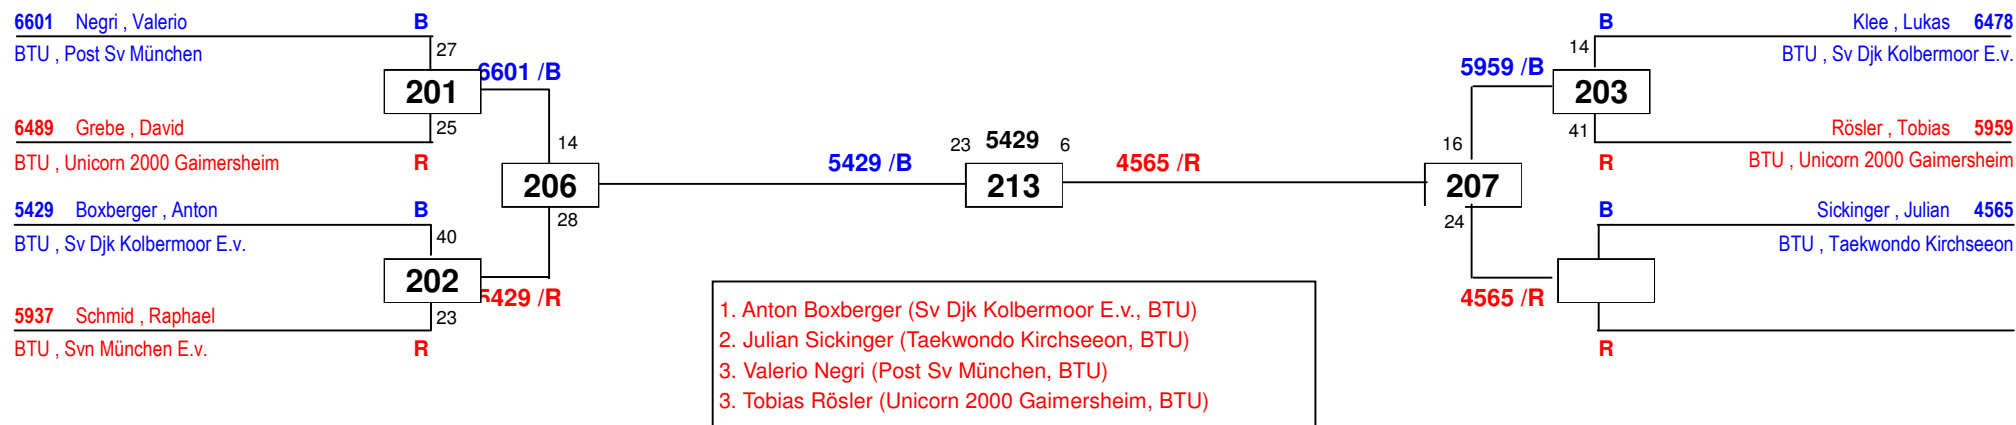 6601 Negri , Valerio B
BTU , Post Sv München
27
6601 /B
201
6489 Grebe , David
25
BTU , Unicorn 2000 Gaimersheim R
14
206
28
5429 Boxberger , Anton B
BTU , Sv Djk Kolbermoor E.v.
40
202
5429 /R
5937 Schmid , Raphael
23
BTU , Svn München E.v. R
5429 /B
23 5429 6
213
4565 /R
B Klee , Lukas 6478
14
BTU , Sv Djk Kolbermoor E.v.
5959 /B
203
41
Rösler , Tobias 5959
R BTU , Unicorn 2000 Gaimersheim
16
207
24
B Sickinger , Julian 4565
BTU , Taekwondo Kirchseeon
4565 /R
R
1. Anton Boxberger (Sv Djk Kolbermoor E.v., BTU)
2. Julian Sickinger (Taekwondo Kirchseeon, BTU)
3. Valerio Negri (Post Sv München, BTU)
3. Tobias Rösler (Unicorn 2000 Gaimersheim, BTU)